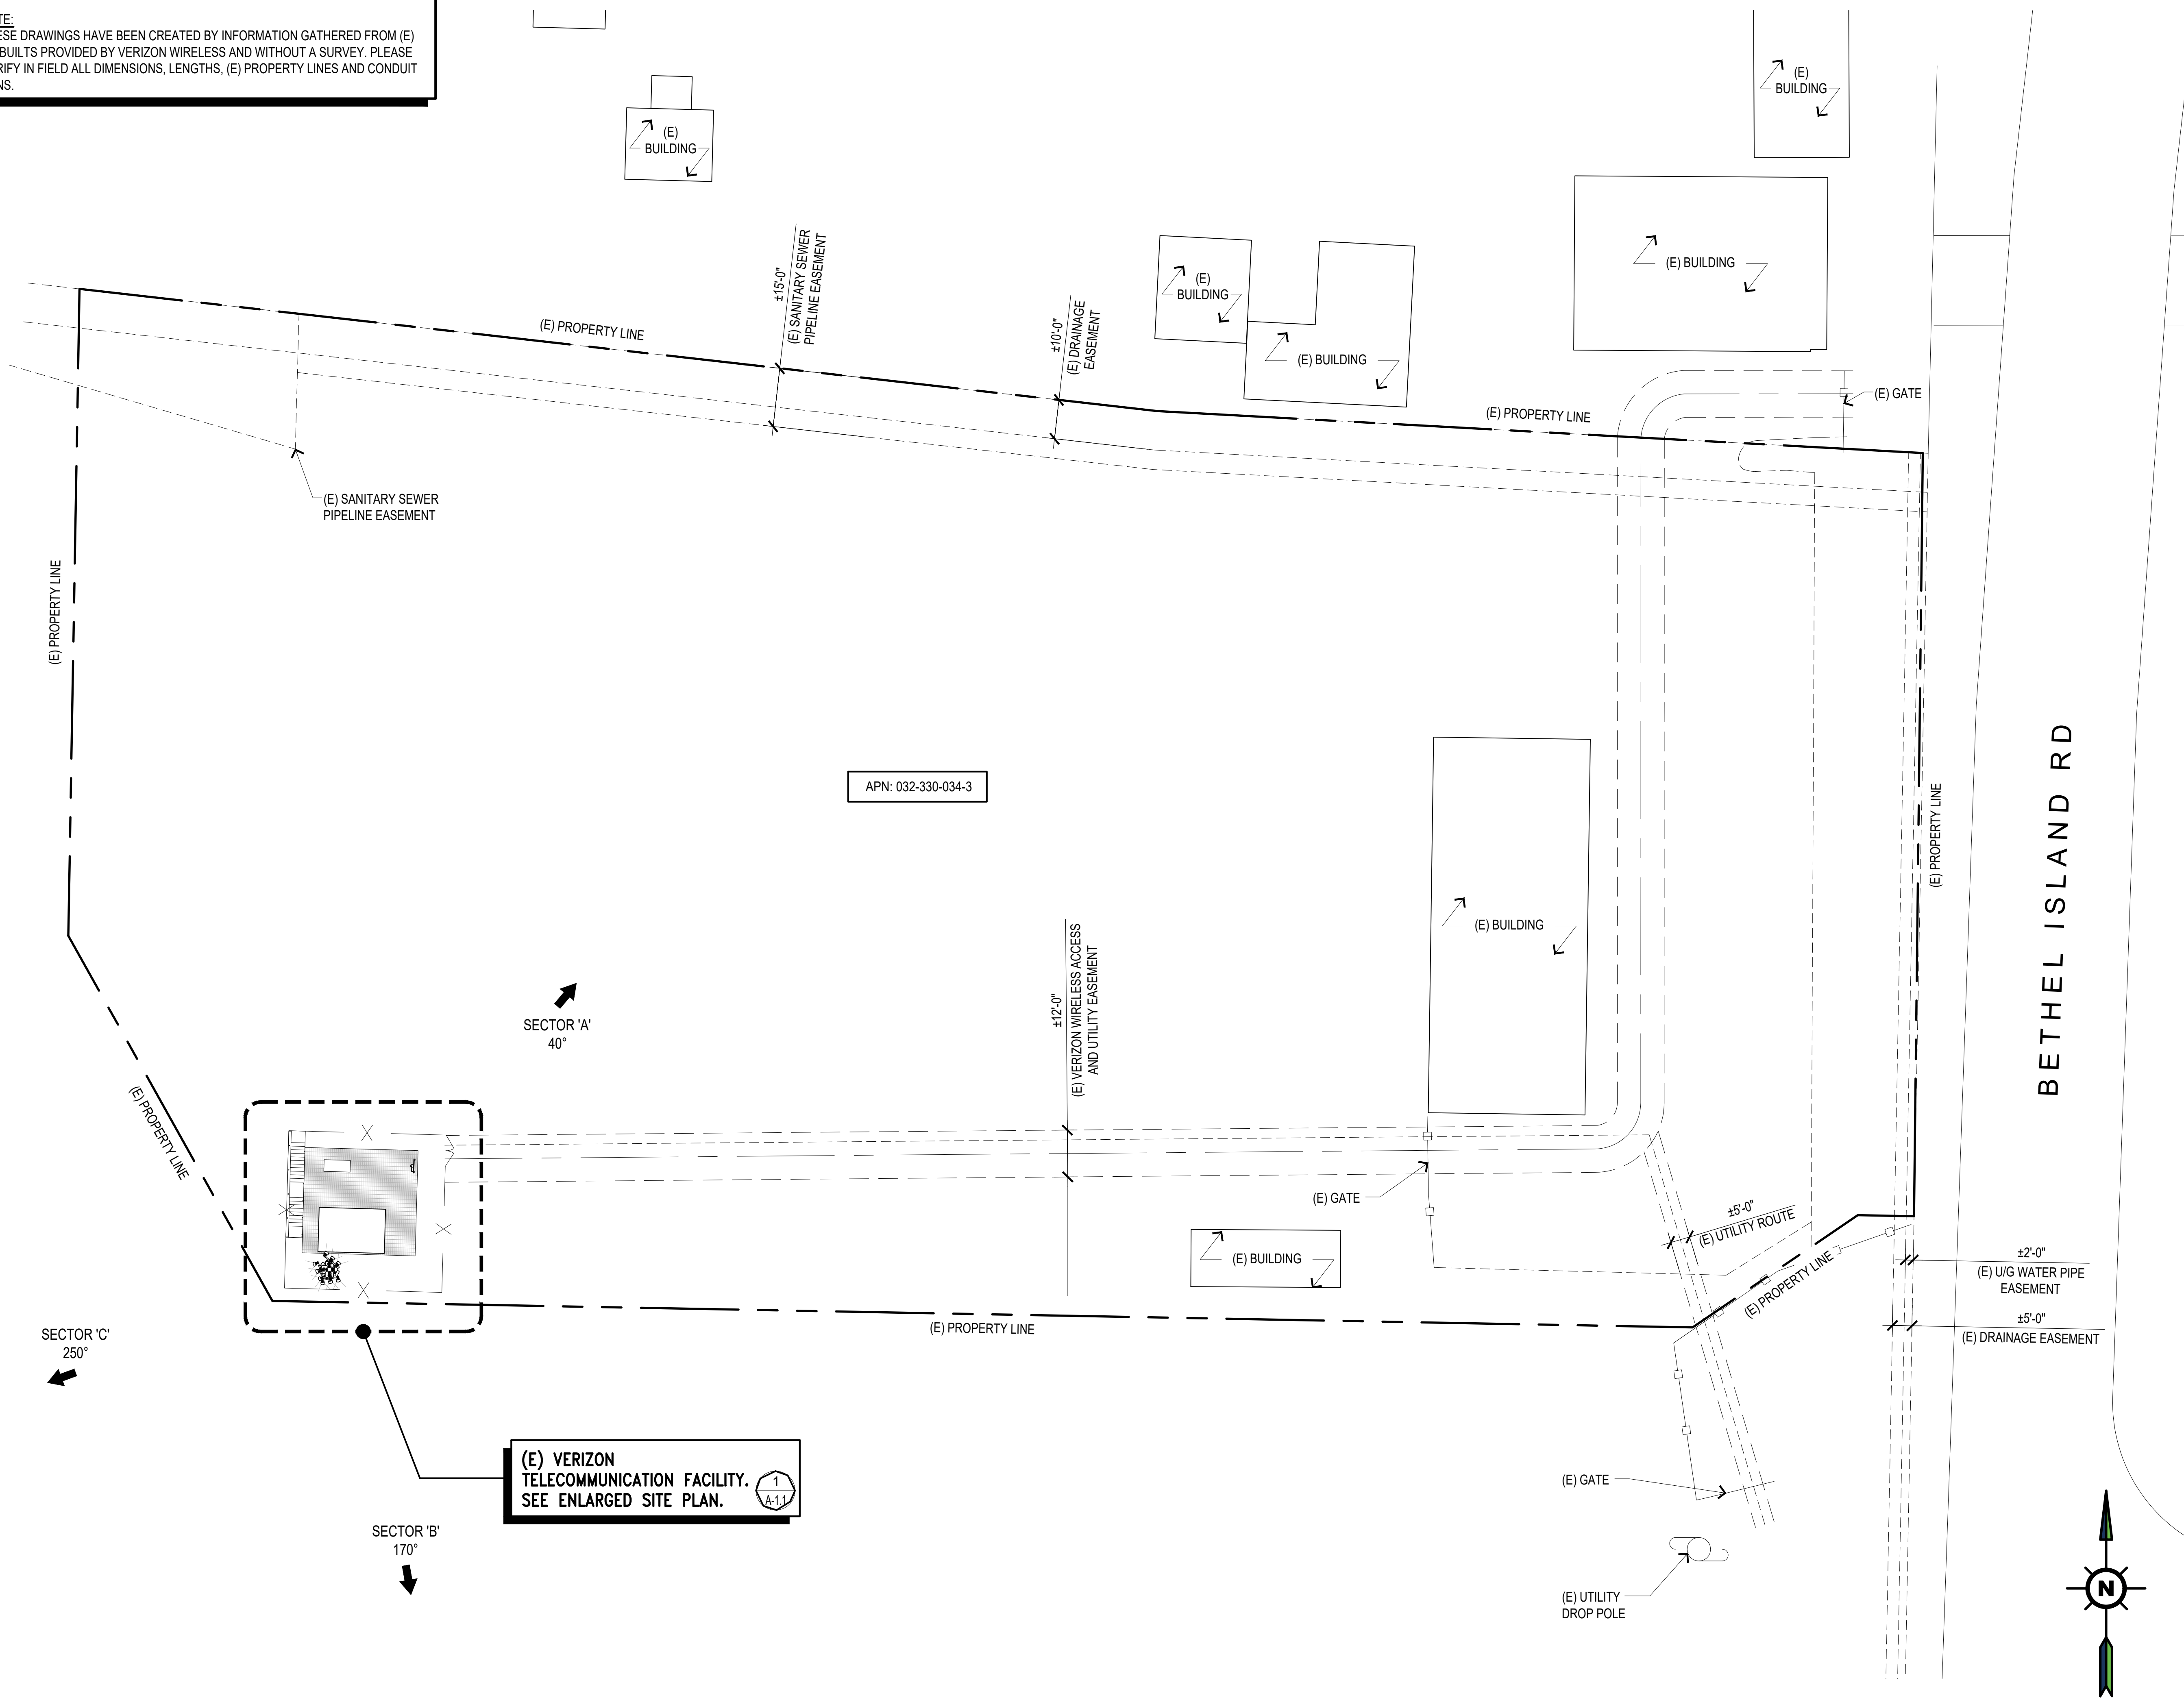 TE:
ESE DRAWINGS HAVE BEEN CREATED BY INFORMATION GATHERED FROM (E)
BUILTS PROVIDED BY VERIZON WIRELESS AND WITHOUT A SURVEY. PLEASE
RIFY IN FIELD ALL DIMENSIONS, LENGTHS, (E) PROPERTY LINES AND CONDUIT
NS.
(E)
BUILDING
(E)
BUILDING
±15'-0"
(E) SANITARY SEWER
PIPELINE EASEMENT
(E) BUILDING
(E)
BUILDING
±10'-0"
(E) DRAINAGE
EASEMENT
(E) PROPERTY LINE
(E) BUILDING
(E) GATE
(E) PROPERTY LINE
(E) SANITARY SEWER
PIPELINE EASEMENT
(E) PROPERTY LINE
APN: 032-330-034-3
(E) PROPERTY LINE
BETHEL ISLAND RD
(E) BUILDING
±12'-0"
(E) VERIZON WIRELESS ACCESS
AND UTILITY EASEMENT
SECTOR 'A'
40°
(E) PROPERTY LINE
(E) GATE
±5'-0"
(E) UTILITY ROUTE
(E) BUILDING
(E) PROPERTY LINE
±2'-0"
(E) U/G WATER PIPE
EASEMENT
±5'-0"
(E) DRAINAGE EASEMENT
(E) PROPERTY LINE
SECTOR 'C'
250°
(E) VERIZON
TELECOMMUNICATION FACILITY.
SEE ENLARGED SITE PLAN.
1
A-1.1
(E) GATE
SECTOR 'B'
170°
(E) UTILITY
DROP POLE
N